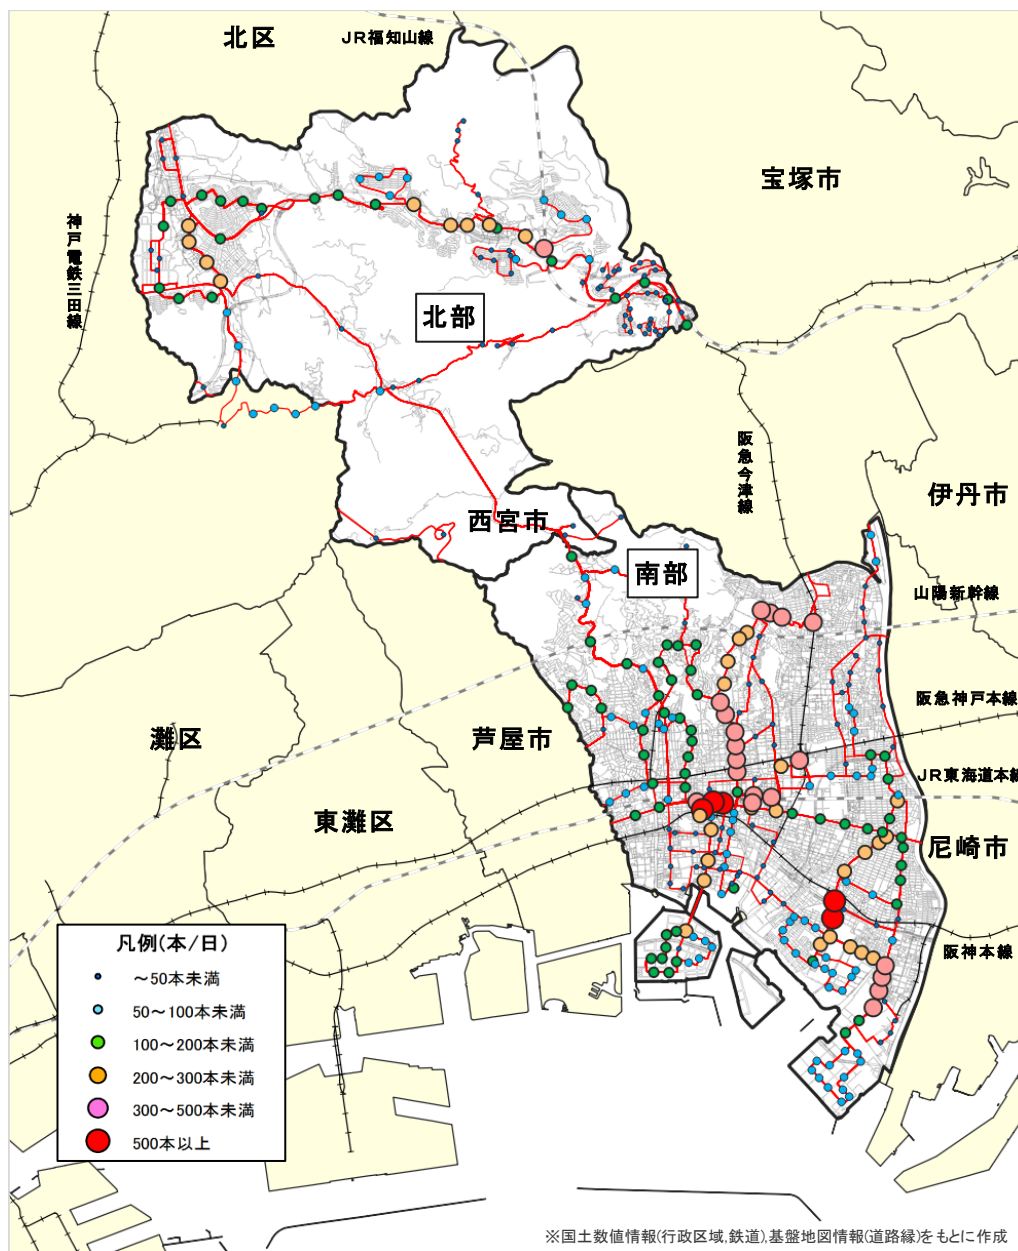 北区
JR福知山線
宝塚市
神戸電鉄三田線
北部
阪急今津線
伊丹市
西宮市
南部
山陽新幹線
阪急神戸本線
灘区
芦屋市
JR東海道本線
東灘区
尼崎市
阪神本線
凡例(本/日)
～50本未満
50～100本未満
100～200本未満
200～300本未満
300～500本未満
500本以上
※国土数値情報(行政区域,鉄道),基盤地図情報(道路縁)をもとに作成